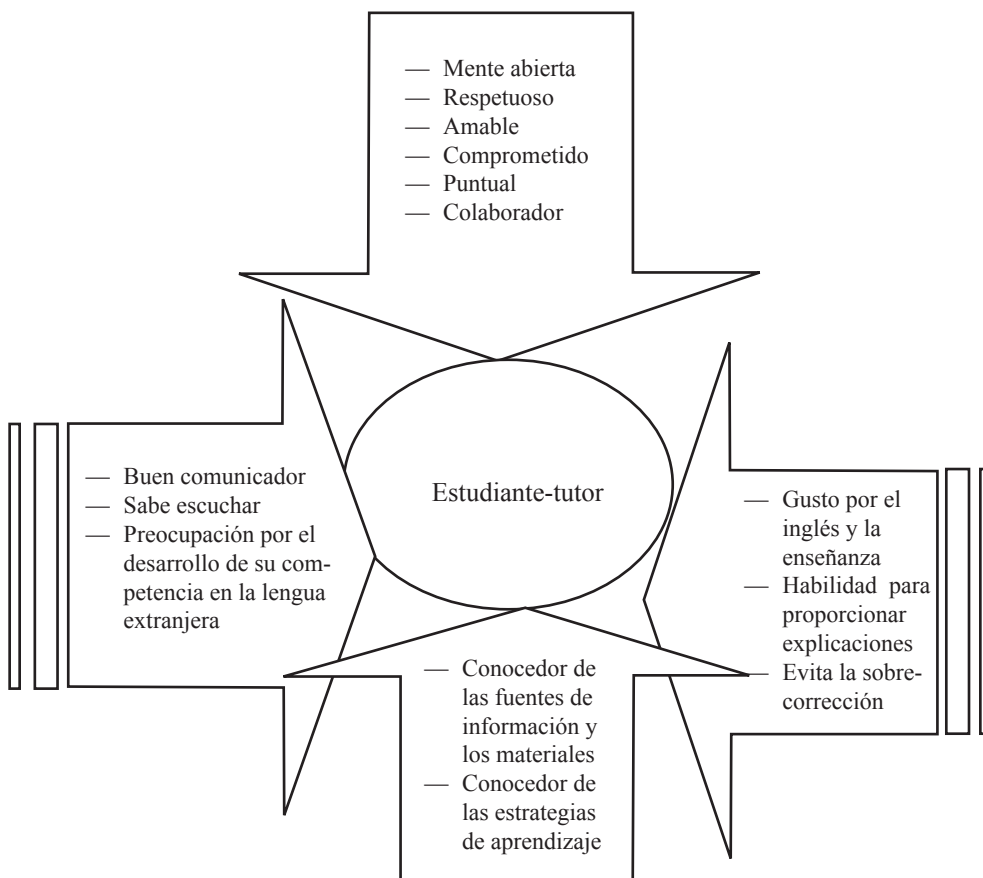 — Mente abierta
— Respetuoso
— Amable
— Comprometido
— Puntual
— Colaborador
— Buen comunicador
— Sabe escuchar
— Preocupación por el
desarrollo de su com-
petencia en la lengua
extranjera
Estudiante-tutor
— Gusto por el
inglés y la
enseñanza
— Habilidad para
proporcionar
explicaciones
— Evita la sobre-
corrección
— Conocedor de
las fuentes de
información y
los materiales
— Conocedor de
las estrategias
de aprendizaje